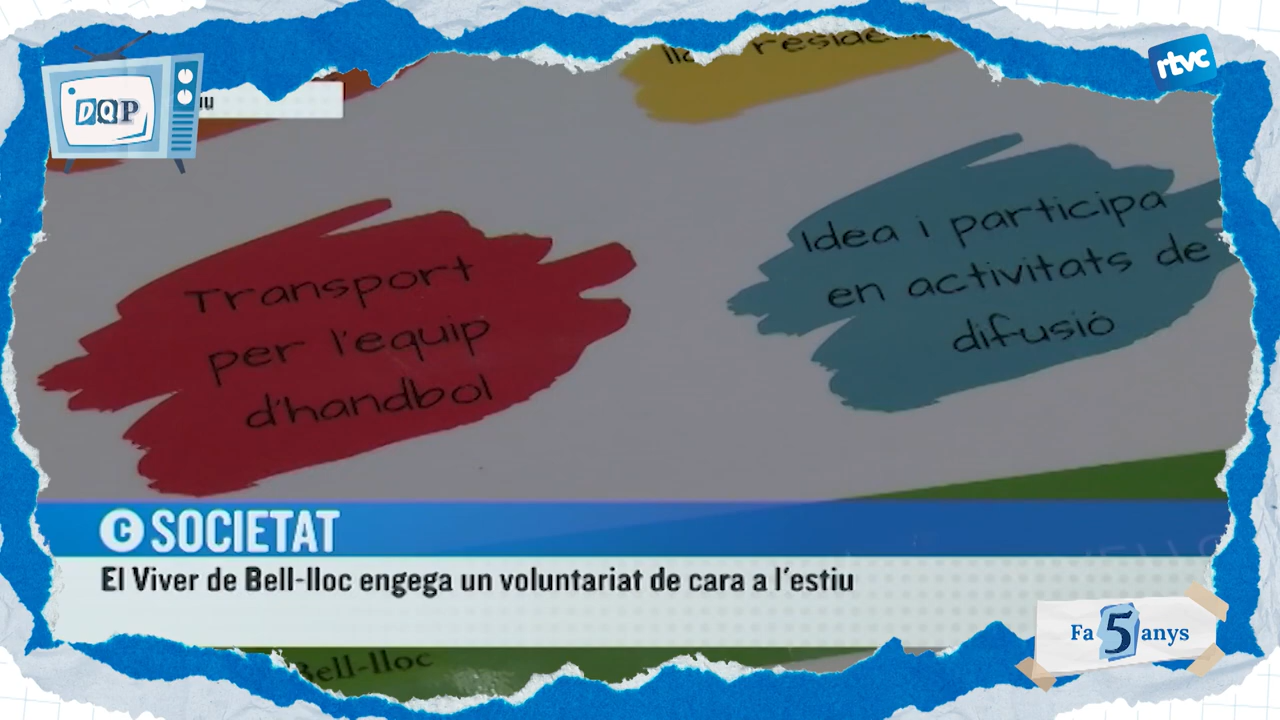 rtvc
DQP
residè
Transport
per l'equip
d'handbol
Idea i participa
en activitats de
difusió
SOCIETAT
El Viver de Bell-lloc engega un voluntariat de cara a l'estiu
Fa 5 anys
Bell-lloc